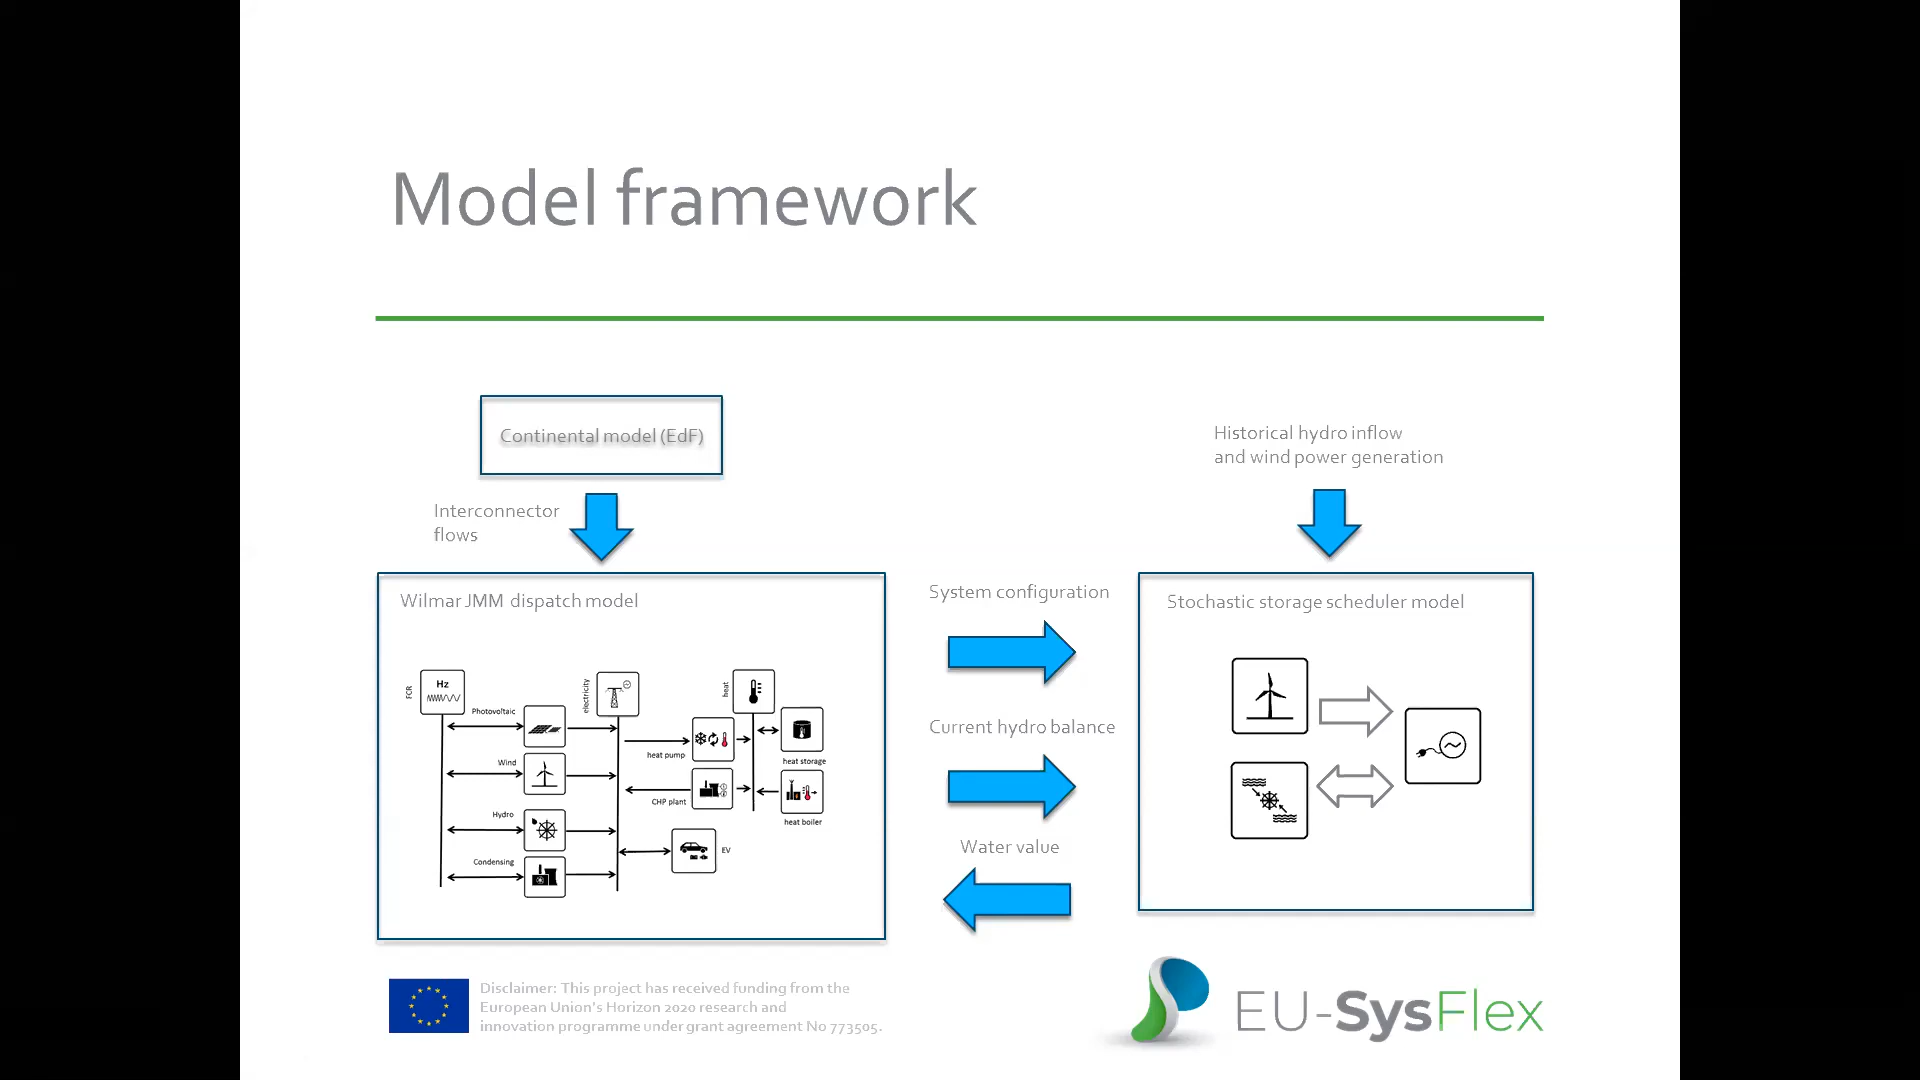 Model framework
Continental model (EdF)
Historical hydro inflow
and wind power generation
Interconnector
flows
Wilmar JMM dispatch model
System configuration
Stochastic storage scheduler model
FCR
Hz
electricity
heat
Photovoltaic
heat pump
heat storage
Wind
CHP plant
heat boiler
Hydro
EV
Condensing
Current hydro balance
Water value
Disclaimer: This project has received funding from the
European Union's Horizon 2020 research and
innovation programme under grant agreement No 773505.
EU-SysFlex